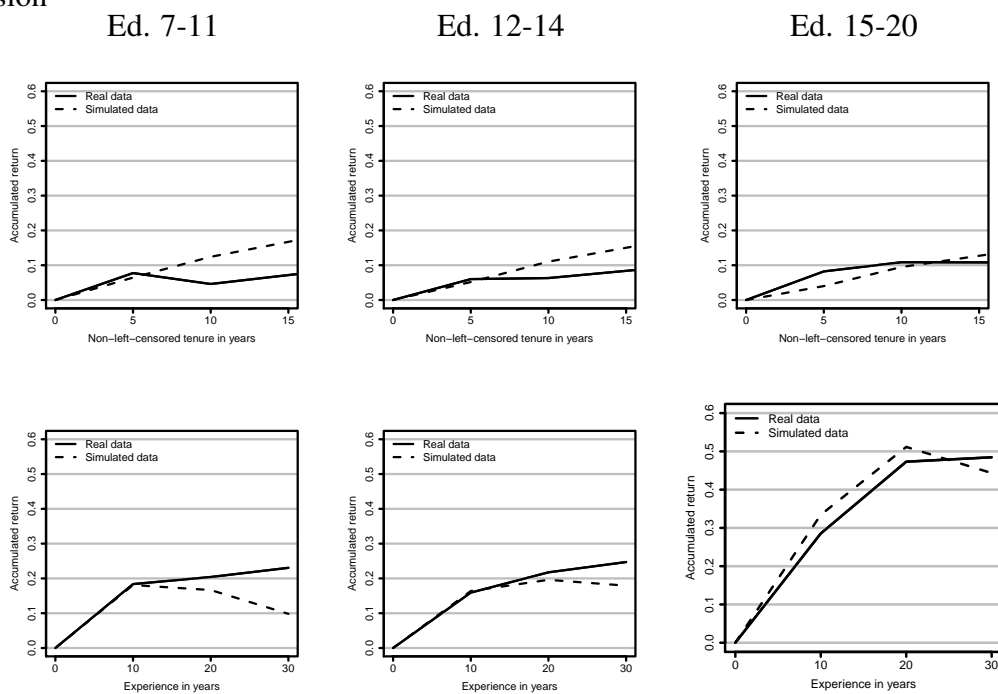 sion
Ed. 7-11
Ed. 12-14
Ed. 15-20
Accumulated return
0.0 0.1 0.2 0.3 0.4 0.5 0.6
Real data
Simulated data
0 5 10 15
Non−left−censored tenure in years
Accumulated return
0.0 0.1 0.2 0.3 0.4 0.5 0.6
Real data
Simulated data
0 5 10 15
Non−left−censored tenure in years
Accumulated return
0.0 0.1 0.2 0.3 0.4 0.5 0.6
Real data
Simulated data
0 5 10 15
Non−left−censored tenure in years
Accumulated return
0.0 0.1 0.2 0.3 0.4 0.5 0.6
Real data
Simulated data
0 10 20 30
Experience in years
Accumulated return
0.0 0.1 0.2 0.3 0.4 0.5 0.6
Real data
Simulated data
0 10 20 30
Experience in years
Accumulated return
0.0 0.1 0.2 0.3 0.4 0.5 0.6
Real data
Simulated data
0 10 20 30
Experience in years